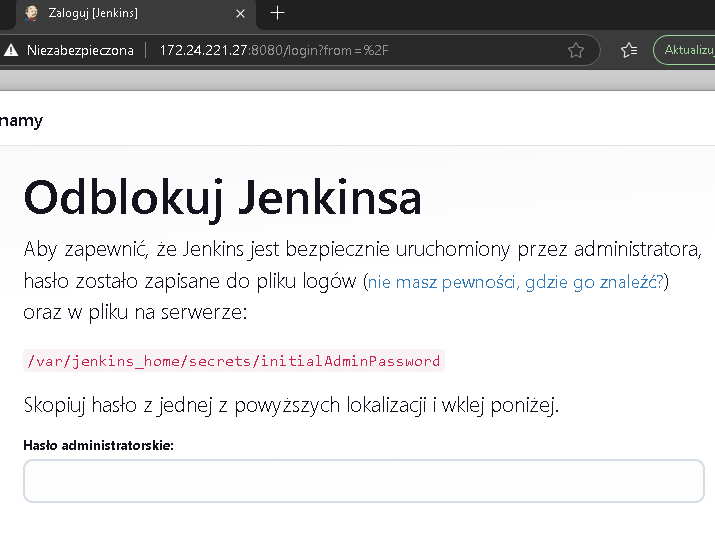 Zaloguj [Jenkins]
Niezabezpieczona 172.24.221.27:8080/login?from=%2F Aktualizuj
namy
Odblokuj Jenkinsa
Aby zapewnić, że Jenkins jest bezpiecznie uruchomiony przez administratora,
hasło zostało zapisane do pliku logów (nie masz pewności, gdzie go znaleźć?)
oraz w pliku na serwerze:
/var/jenkins_home/secrets/initialAdminPassword
Skopiuj hasło z jednej z powyższych lokalizacji i wklej poniżej.
Hasło administratorskie: